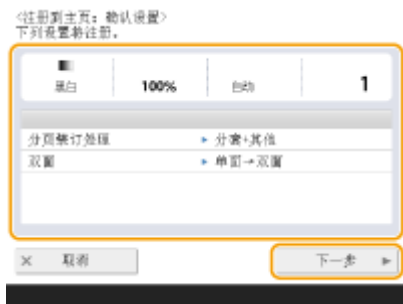 <注册到主页：确认设置>
下列设置将注册。
黑白 100% 自动 1
分页装订处理 ▸ 分套+其他
双面 ▸ 单面→双面
× 取消 下一步 ▸